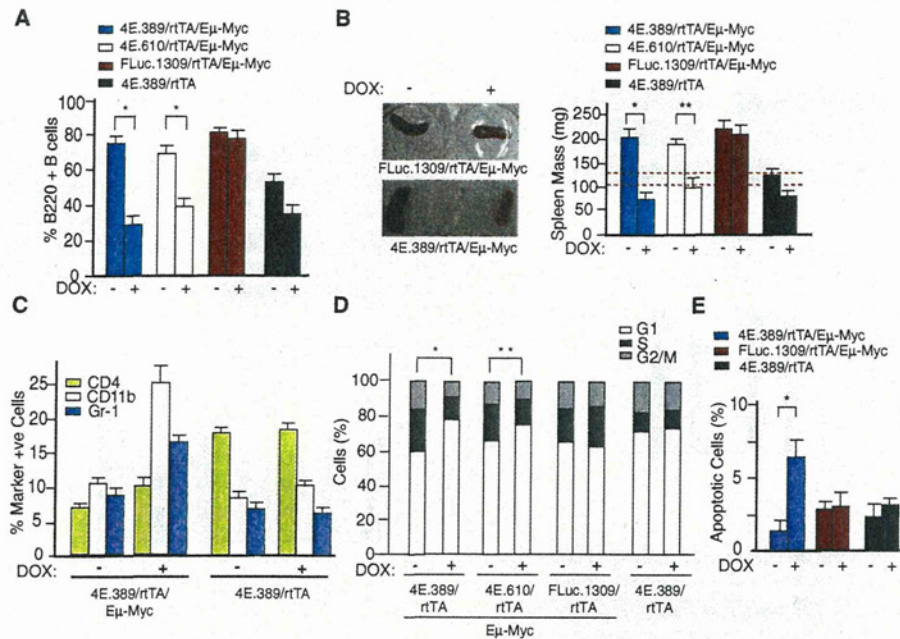 A
4E.389/rtTA/Eμ-Myc
4E.610/rtTA/Eμ-Myc
FLuc.1309/rtTA/Eμ-Myc
4E.389/rtTA
% B220 + B cells
100
80
60
40
20
0
* *
DOX: - + - + - + - +
B
DOX: - +
FLuc.1309/rtTA/Eμ-Myc
4E.389/rtTA/Eμ-Myc
4E.389/rtTA/Eμ-Myc
4E.610/rtTA/Eμ-Myc
FLuc.1309/rtTA/Eμ-Myc
4E.389/rtTA
Spleen Mass (mg)
250
200
150
100
50
0
* **
DOX: - + - + - + - +
C
CD4
CD11b
Gr-1
% Marker +ve Cells
25
20
15
10
5
0
DOX: - + - +
4E.389/rtTA/
Eμ-Myc
4E.389/rtTA
D
G1
S
G2/M
Cells (%)
100
80
60
40
20
0
* **
DOX - + - + - + - +
4E.389/
rtTA
4E.610/
rtTA
FLuc.1309/
rtTA
4E.389/
rtTA
Eμ-Myc
E
4E.389/rtTA/Eμ-Myc
FLuc.1309/rtTA/Eμ-Myc
4E.389/rtTA
Apoptotic Cells (%)
10
5
0
*
DOX - + - + - +